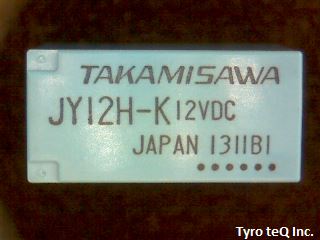 TAKAMISAWA
JY12H-K 12VDC
JAPAN 1311B1
Tyro teQ Inc.